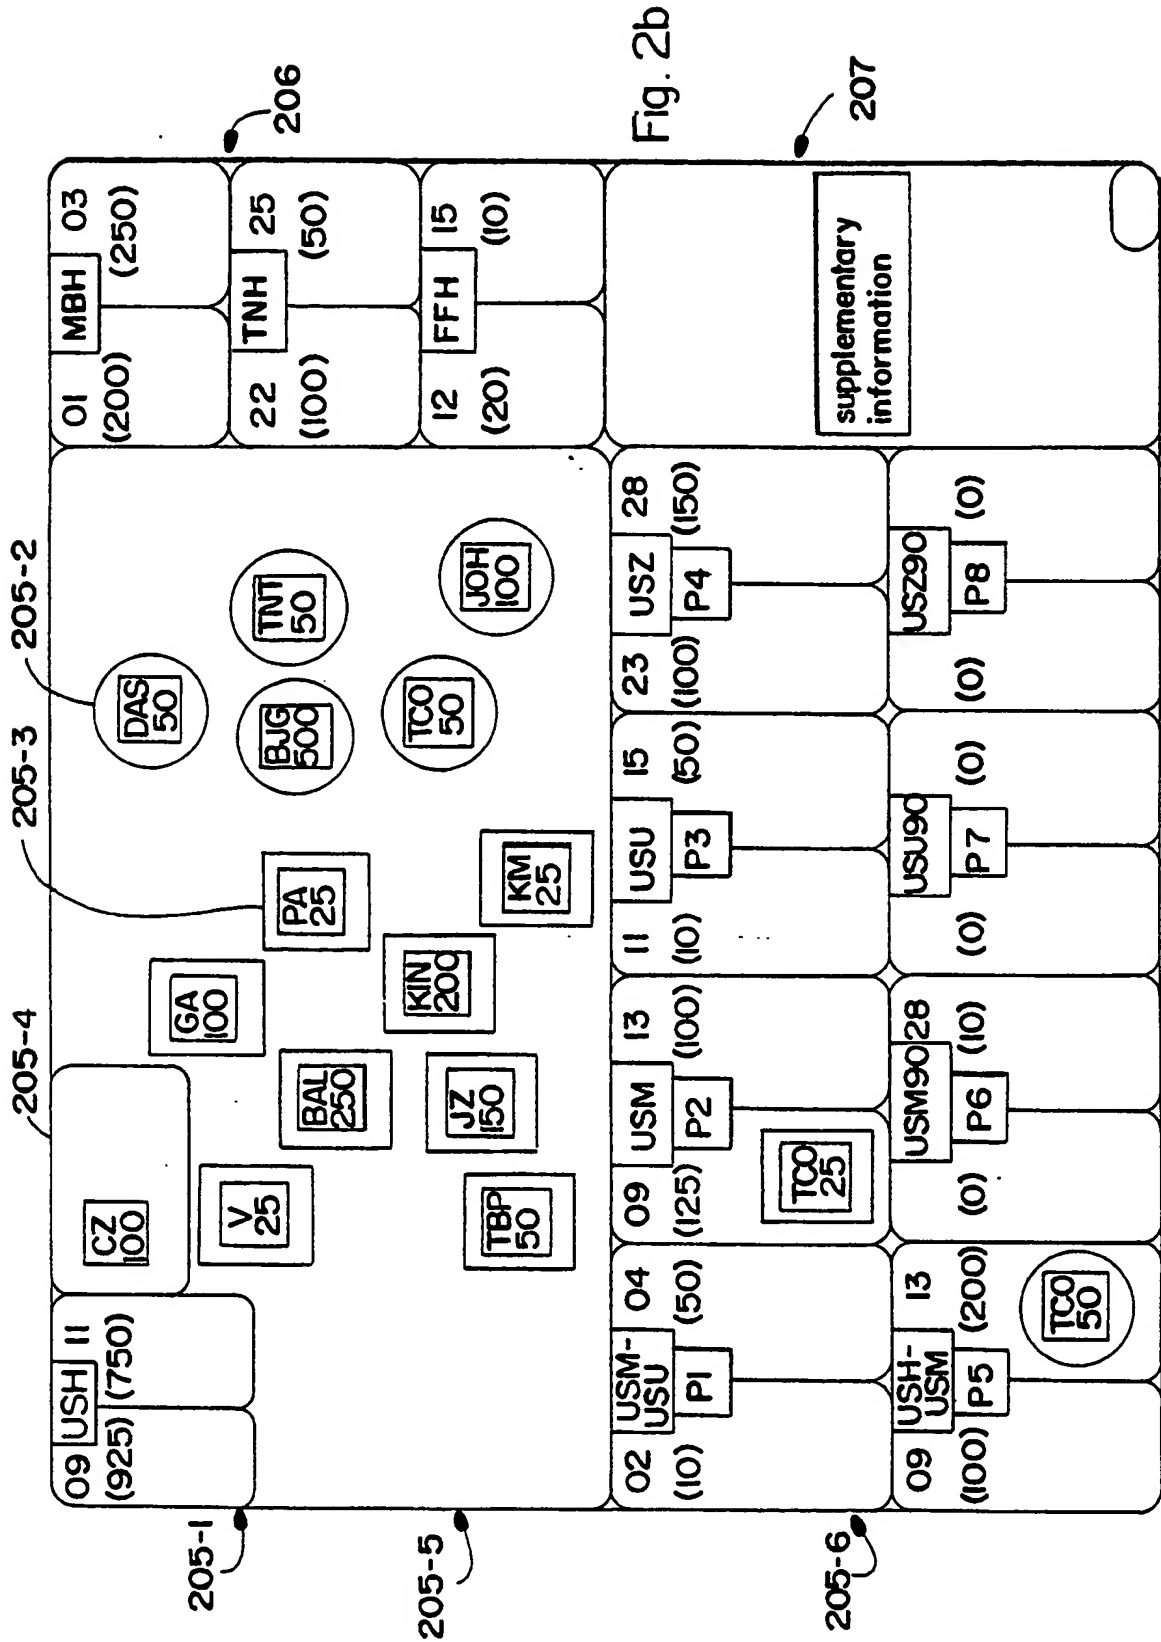 205-4
205-3
205-2
09 USH 11
(925) (750)
CZ
100
V
25
GA
100
BAL
250
PA
25
TBP
50
JZ
150
KIN
200
KM
25
DAS
50
BJG
500
TNT
50
TCO
50
JOH
100
01 MBH 03
(200) (250)
22 TNH 25
(100) (50)
12 FFH 15
(20) (10)
206
205-1
205-5
205-6
02 USM-USU 04
(10) P1 (50)
09 USM 13
(125) P2 (100)
TCO
25
11 USU 15
(10) P3 (50)
23 USZ 28
(100) P4 (150)
09 USH-USM 13
(100) P5 (200)
TCO
50
USM90 28
(0) P6 (10)
USU90
(0) P7 (0)
USZ90
(0) P8 (0)
supplementary
information
Fig. 2b
207